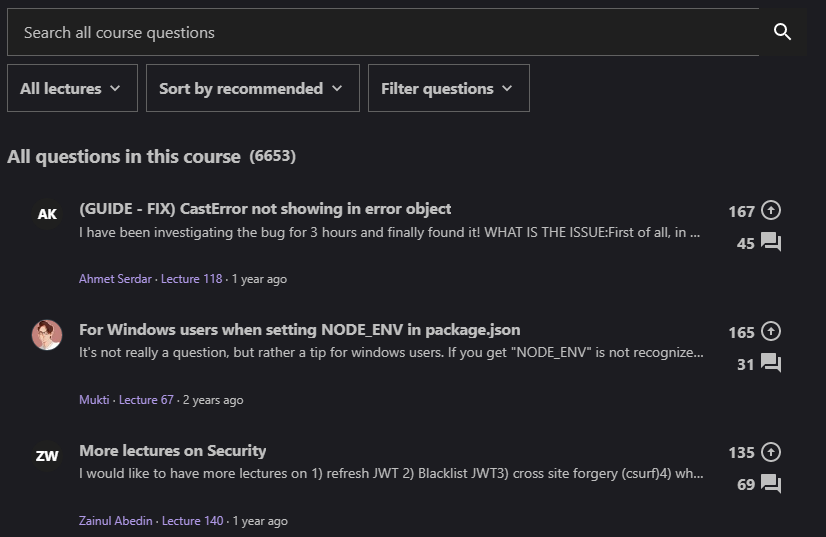 Search all course questions
All lectures
Sort by recommended
Filter questions
All questions in this course (6653)
AK
(GUIDE - FIX) CastError not showing in error object
167
I have been investigating the bug for 3 hours and finally found it! WHAT IS THE ISSUE:First of all, in ...
45
Ahmet Serdar · Lecture 118 · 1 year ago
For Windows users when setting NODE_ENV in package.json
165
It's not really a question, but rather a tip for windows users. If you get "NODE_ENV" is not recognize...
31
Mukti · Lecture 67 · 2 years ago
ZW
More lectures on Security
135
I would like to have more lectures on 1) refresh JWT 2) Blacklist JWT3) cross site forgery (csurf)4) wh...
69
Zainul Abedin · Lecture 140 · 1 year ago